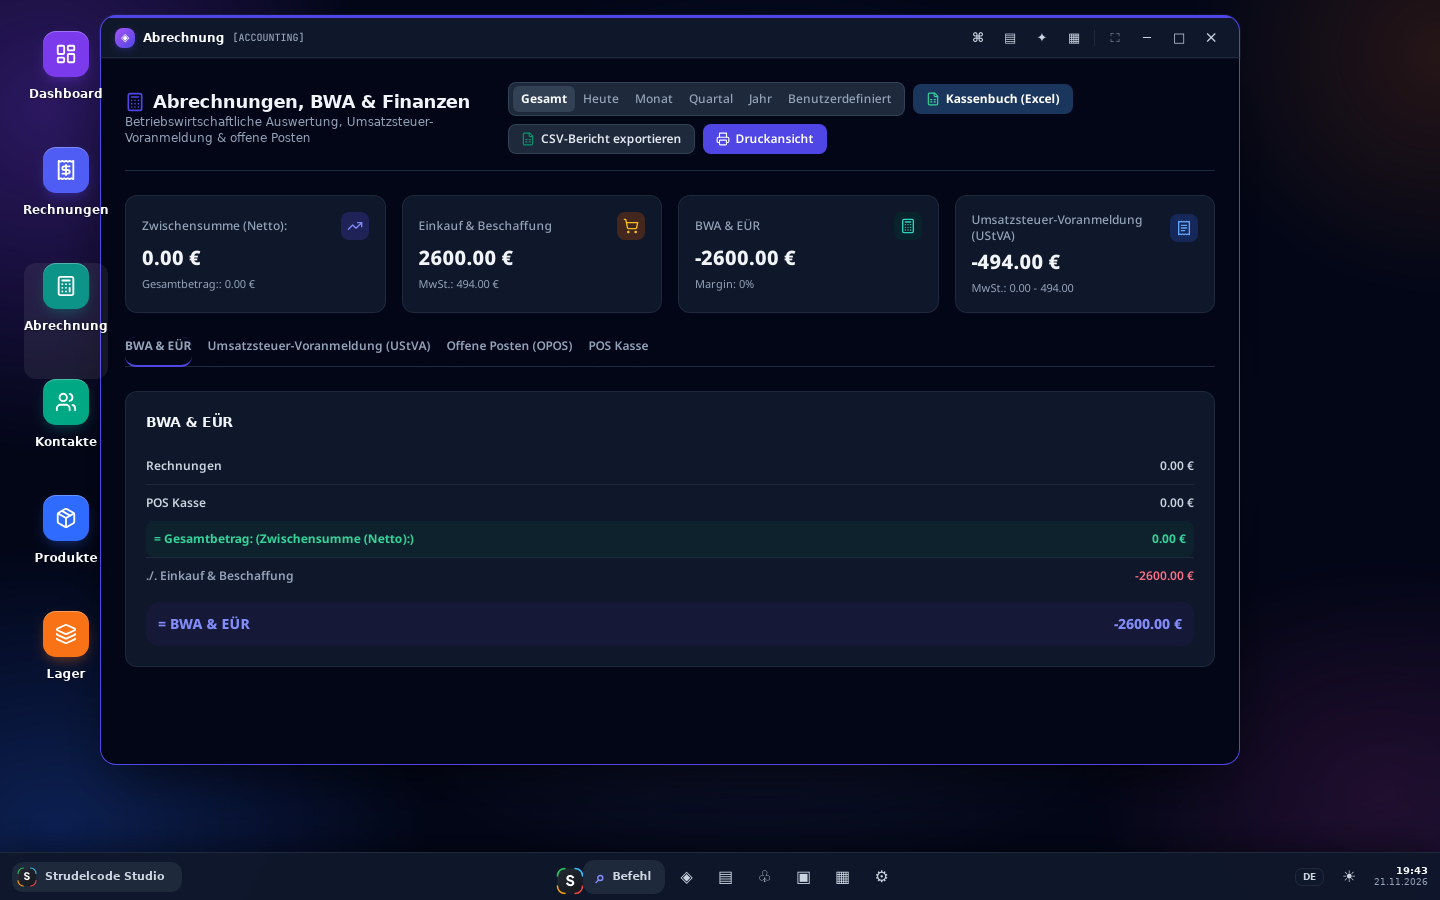 Dashboard
Rechnungen
Abrechnung
Kontakte
Produkte
Lager
Abrechnung [ACCOUNTING]
Abrechnungen, BWA & Finanzen
Betriebswirtschaftliche Auswertung, Umsatzsteuer-
Voranmeldung & offene Posten
Gesamt Heute Monat Quartal Jahr Benutzerdefiniert
Kassenbuch (Excel)
CSV-Bericht exportieren
Druckansicht
Zwischensumme (Netto):
0.00 €
Gesamtbetrag:: 0.00 €
Einkauf & Beschaffung
2600.00 €
MwSt.: 494.00 €
BWA & EÜR
-2600.00 €
Margin: 0%
Umsatzsteuer-Voranmeldung
(UStVA)
-494.00 €
MwSt.: 0.00 - 494.00
BWA & EÜR Umsatzsteuer-Voranmeldung (UStVA) Offene Posten (OPOS) POS Kasse
BWA & EÜR
Rechnungen 0.00 €
POS Kasse 0.00 €
= Gesamtbetrag: (Zwischensumme (Netto):) 0.00 €
./. Einkauf & Beschaffung -2600.00 €
= BWA & EÜR -2600.00 €
S Strudelcode Studio
S
Befehl
DE
19:43
21.11.2026